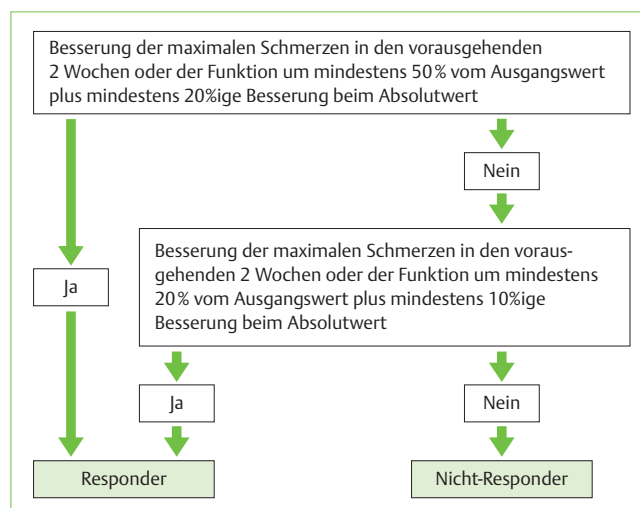 Besserung der maximalen Schmerzen in den vorausgehenden
2 Wochen oder der Funktion um mindestens 50% vom Ausgangswert
plus mindestens 20%ige Besserung beim Absolutwert
Nein
Besserung der maximalen Schmerzen in den voraus-
gehenden 2 Wochen oder der Funktion um mindestens
20% vom Ausgangswert plus mindestens 10%ige
Besserung beim Absolutwert
Ja
Ja
Nein
Responder
Nicht-Responder